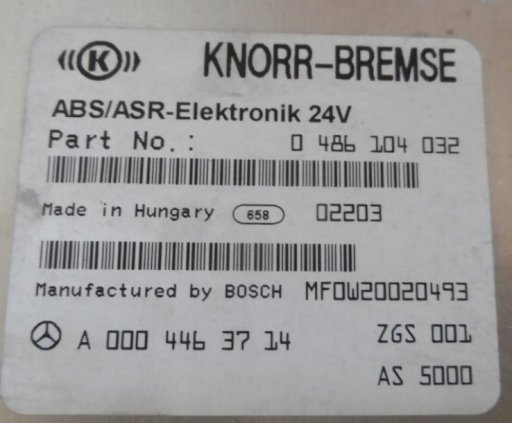 ((K)) KNORR-BREMSE
ABS/ASR-Elektronik 24V
Part No.: 0 486 104 032
Made in Hungary 658 02203
Manufactured by BOSCH MF0W20020493
A 000 446 37 14 ZGS 001
AS 5000